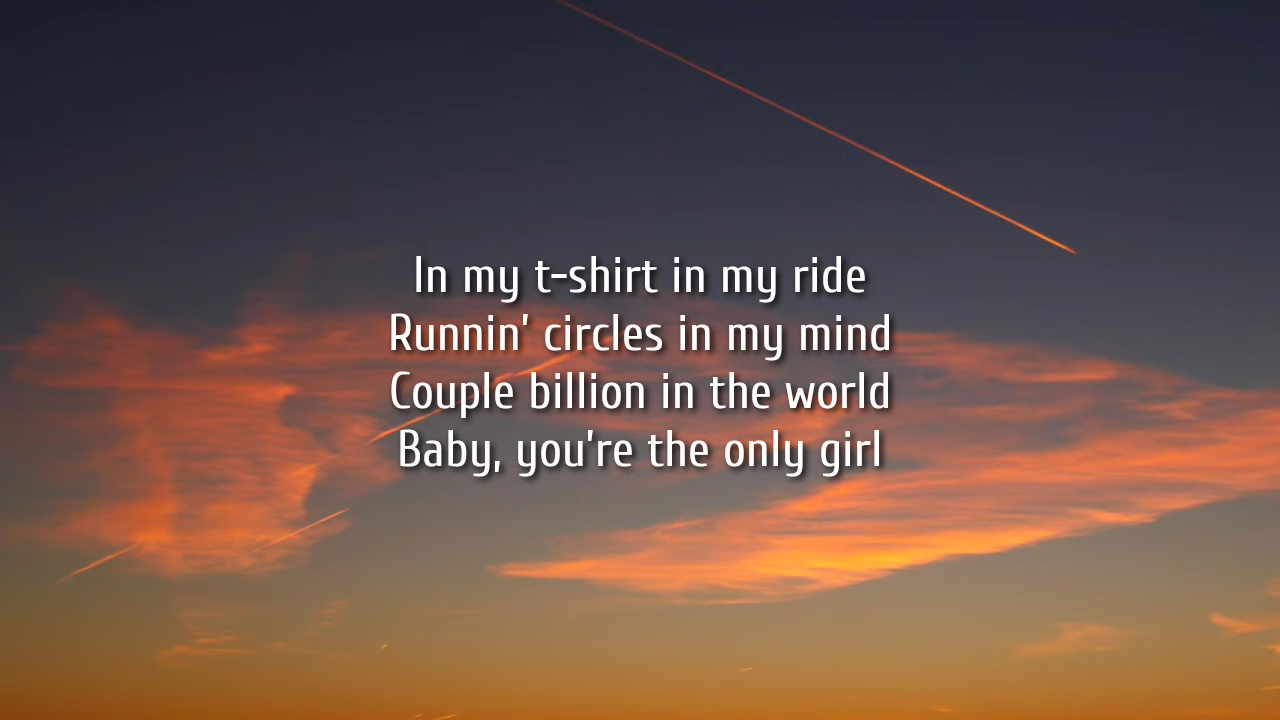 In my t-shirt in my ride
Runnin' circles in my mind
Couple billion in the world
Baby, you're the only girl